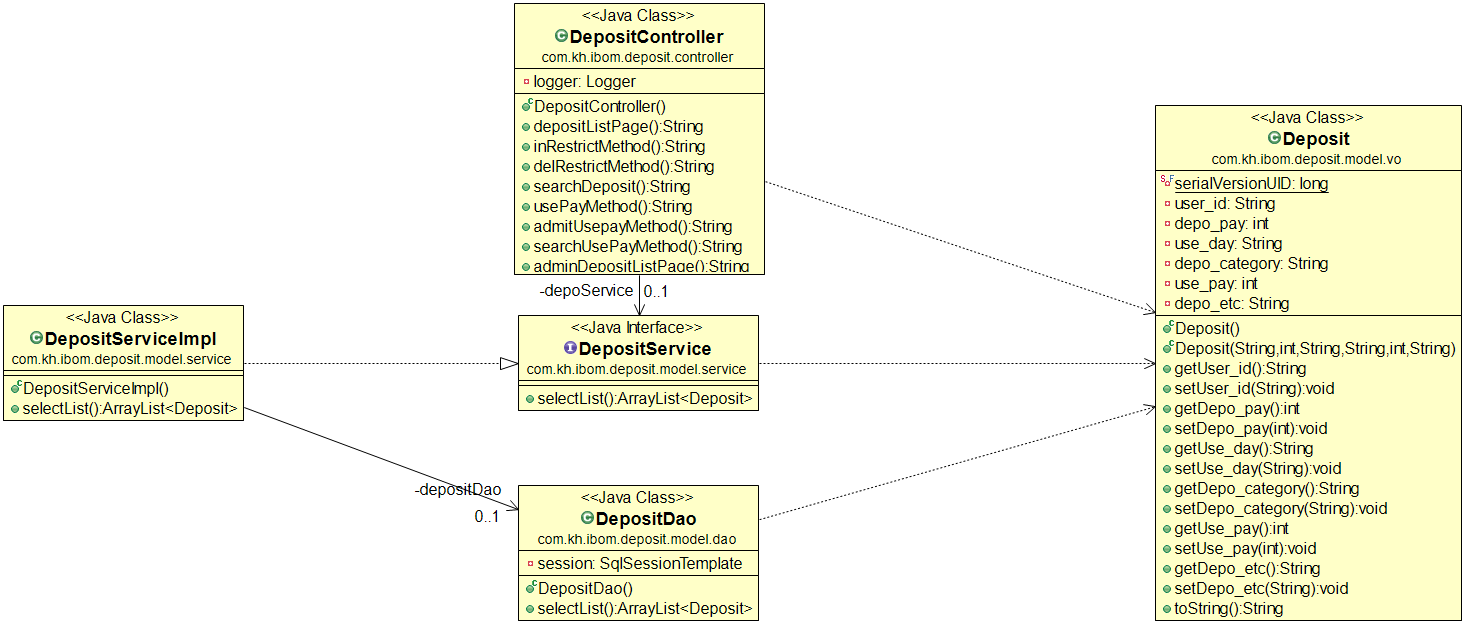 <<Java Class>>
DepositController
com.kh.ibom.deposit.controller
logger: Logger
DepositController()
depositListPage():String
inRestrictMethod():String
delRestrictMethod():String
searchDeposit():String
usePayMethod():String
admitUsepayMethod():String
searchUsePayMethod():String
adminDepositListPage():String
-depoService
0..1
<<Java Class>>
DepositServiceImpl
com.kh.ibom.deposit.model.service
DepositServiceImpl()
selectList():ArrayList<Deposit>
<<Java Interface>>
DepositService
com.kh.ibom.deposit.model.service
selectList():ArrayList<Deposit>
-depositDao
0..1
<<Java Class>>
DepositDao
com.kh.ibom.deposit.model.dao
session: SqlSessionTemplate
DepositDao()
selectList():ArrayList<Deposit>
<<Java Class>>
Deposit
com.kh.ibom.deposit.model.vo
serialVersionUID: long
user_id: String
depo_pay: int
use_day: String
depo_category: String
use_pay: int
depo_etc: String
Deposit()
Deposit(String,int,String,String,int,String)
getUser_id():String
setUser_id(String):void
getDepo_pay():int
setDepo_pay(int):void
getUse_day():String
setUse_day(String):void
getDepo_category():String
setDepo_category(String):void
getUse_pay():int
setUse_pay(int):void
getDepo_etc():String
setDepo_etc(String):void
toString():String